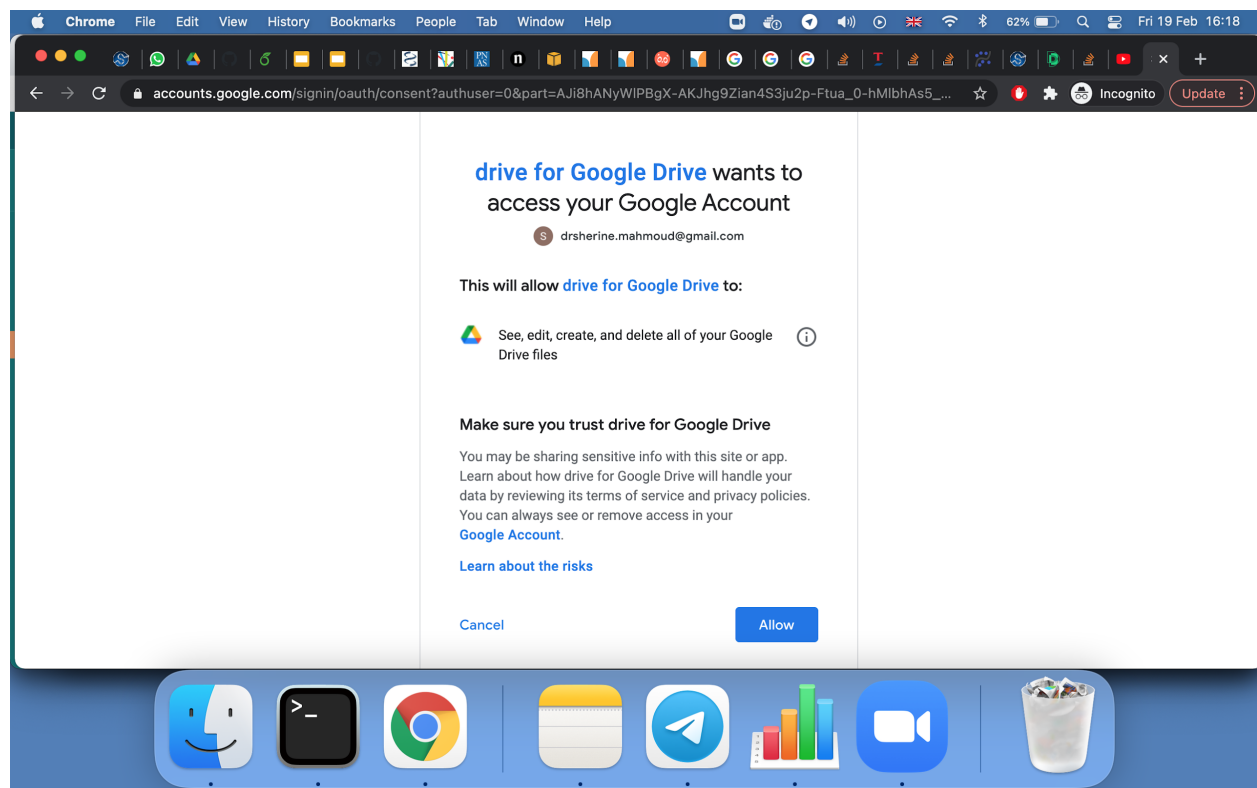 Chrome File Edit View History Bookmarks People Tab Window Help 62% Fri 19 Feb 16:18
accounts.google.com/signin/oauth/consent?authuser=0&part=AJi8hANyWlPBgX-AKJhg9Zian4S3ju2p-Ftua_0-hMlbhAs5_... Incognito Update
drive for Google Drive wants to
access your Google Account
S drsherine.mahmoud@gmail.com
This will allow drive for Google Drive to:
See, edit, create, and delete all of your Google
Drive files
Make sure you trust drive for Google Drive
You may be sharing sensitive info with this site or app.
Learn about how drive for Google Drive will handle your
data by reviewing its terms of service and privacy policies.
You can always see or remove access in your
Google Account.
Learn about the risks
Cancel Allow
>_